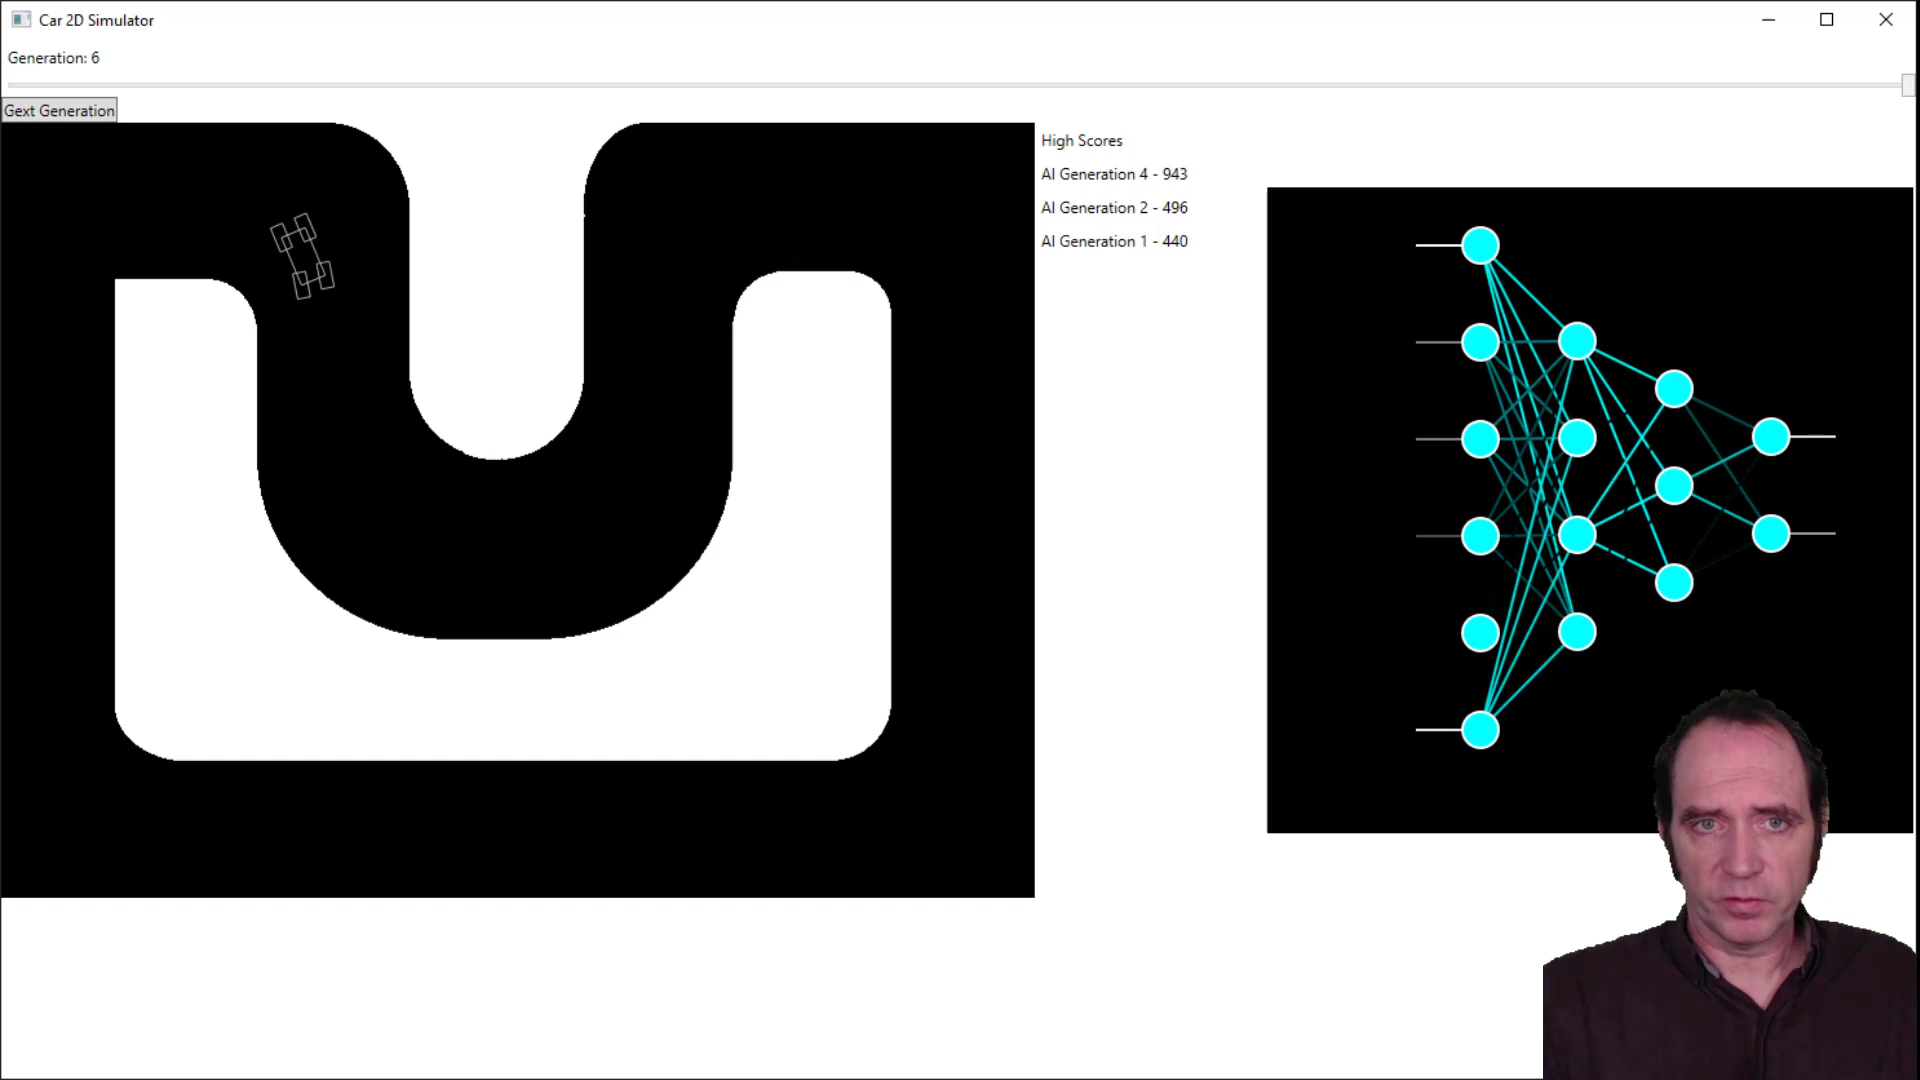 Car 2D Simulator
Generation: 6
Gext Generation
High Scores
AI Generation 4 - 943
AI Generation 2 - 496
AI Generation 1 - 440